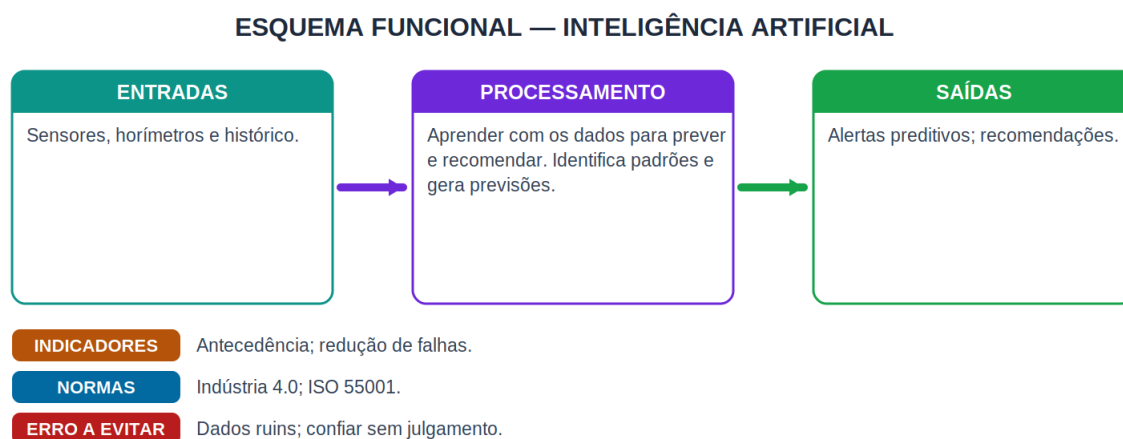 ESQUEMA FUNCIONAL — INTELIGÊNCIA ARTIFICIAL
ENTRADAS
Sensores, horímetros e histórico.
PROCESSAMENTO
Aprender com os dados para prever
e recomendar. Identifica padrões e
gera previsões.
SAÍDAS
Alertas preditivos; recomendações.
INDICADORES
Antecedência; redução de falhas.
NORMAS
Indústria 4.0; ISO 55001.
ERRO A EVITAR
Dados ruins; confiar sem julgamento.